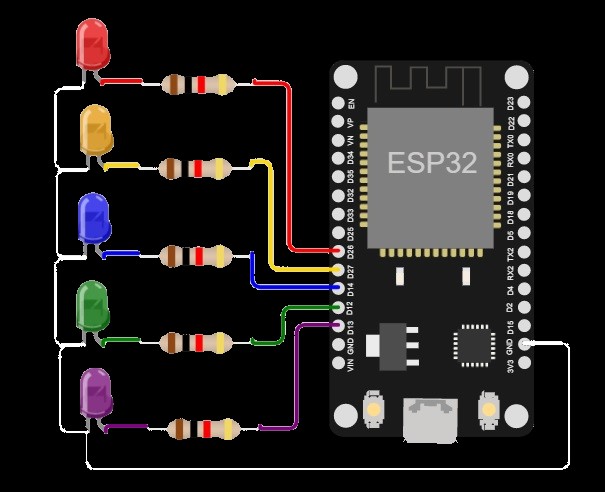 ESP32
EN
VP
VN
D34
D35
D32
D33
D25
D26
D27
D14
D12
D13
GND
VIN
D23
D22
TX0
RX0
D21
D19
D18
D5
TX2
RX2
D4
D2
D15
GND
3V3